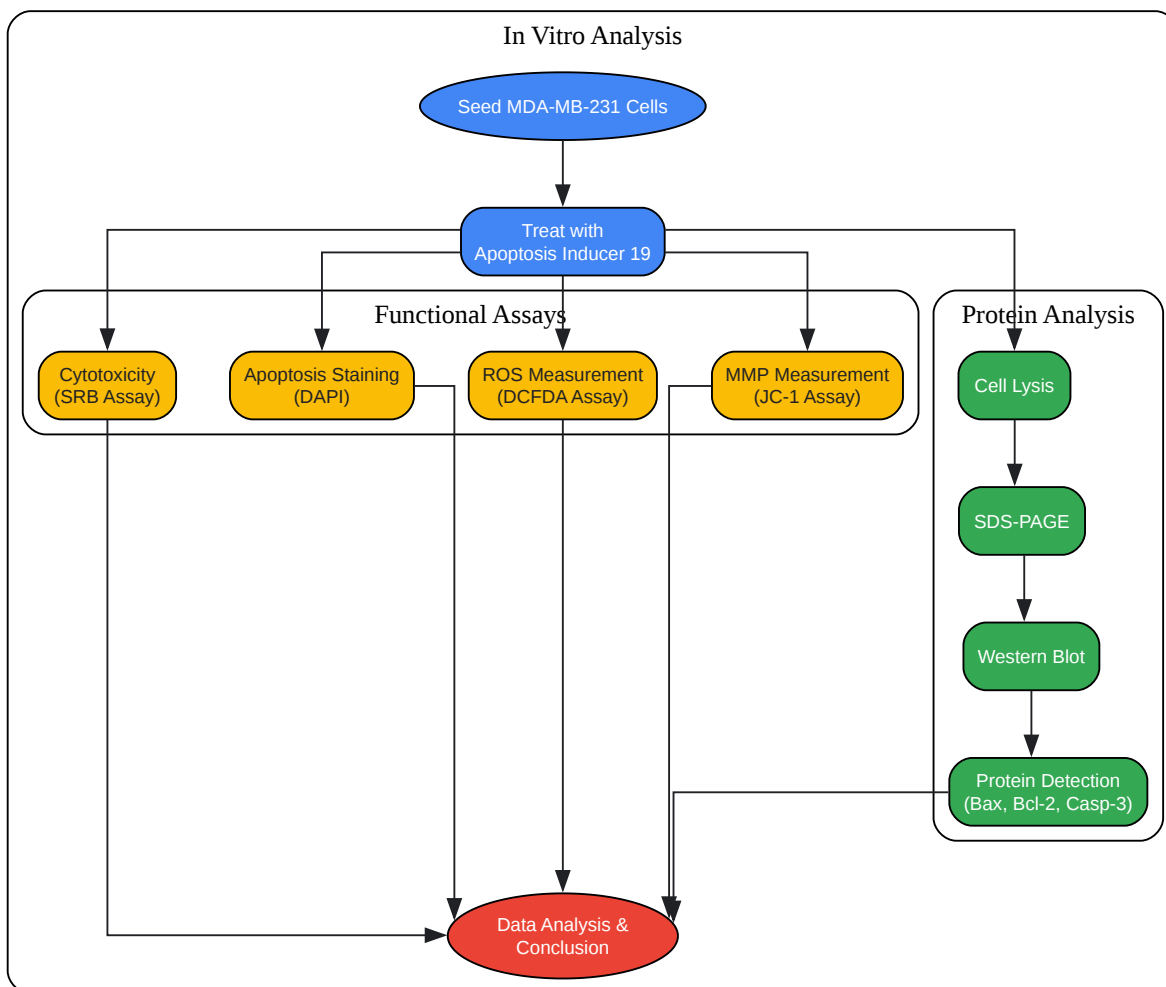 In Vitro Analysis
Seed MDA-MB-231 Cells
Treat with
Apoptosis Inducer 19
Functional Assays
Cytotoxicity
(SRB Assay)
Apoptosis Staining
(DAPI)
ROS Measurement
(DCFDA Assay)
MMP Measurement
(JC-1 Assay)
Protein Analysis
Cell Lysis
SDS-PAGE
Western Blot
Protein Detection
(Bax, Bcl-2, Casp-3)
Data Analysis &
Conclusion